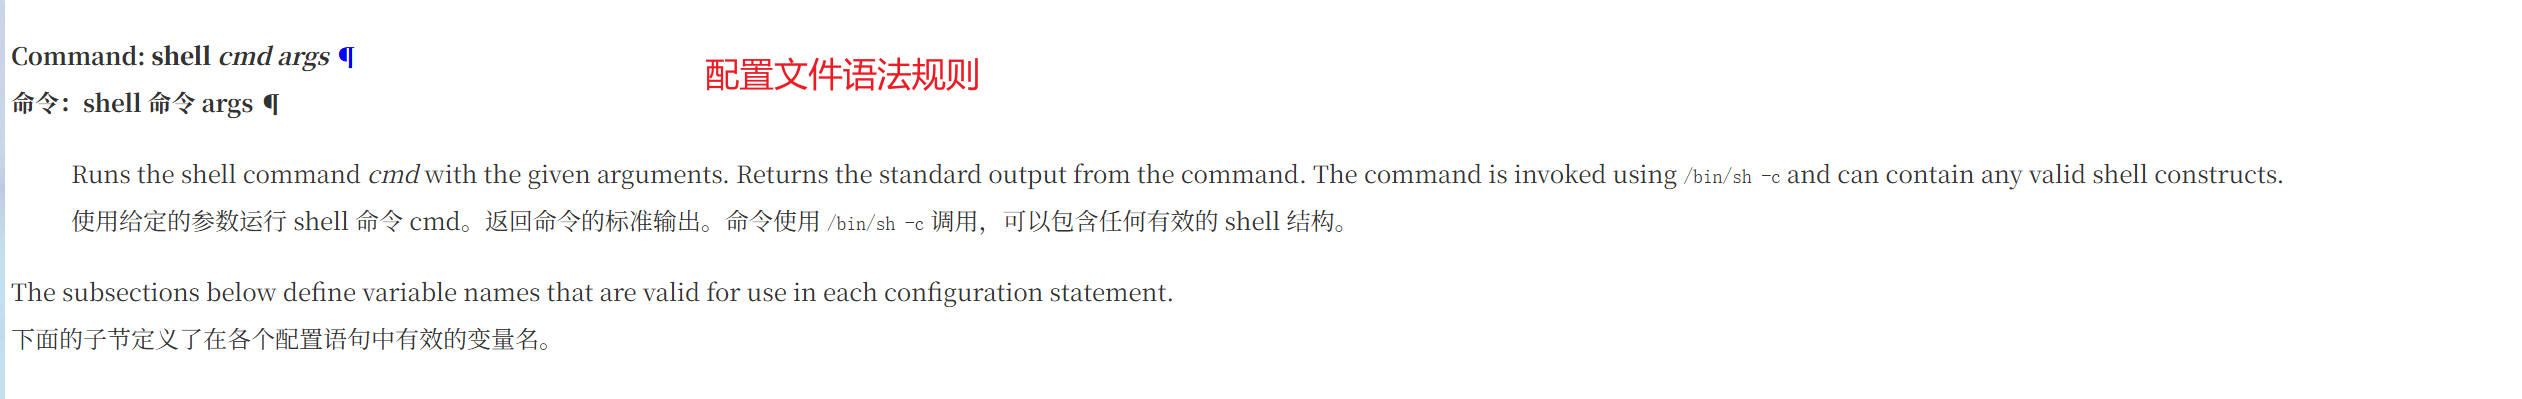 Command: shell cmd args ¶
配置文件语法规则
命令：shell 命令 args ¶
Runs the shell command cmd with the given arguments. Returns the standard output from the command. The command is invoked using /bin/sh -c and can contain any valid shell constructs.
使用给定的参数运行 shell 命令 cmd。返回命令的标准输出。命令使用 /bin/sh -c 调用，可以包含任何有效的 shell 结构。
The subsections below define variable names that are valid for use in each configuration statement.
下面的子节定义了在各个配置语句中有效的变量名。